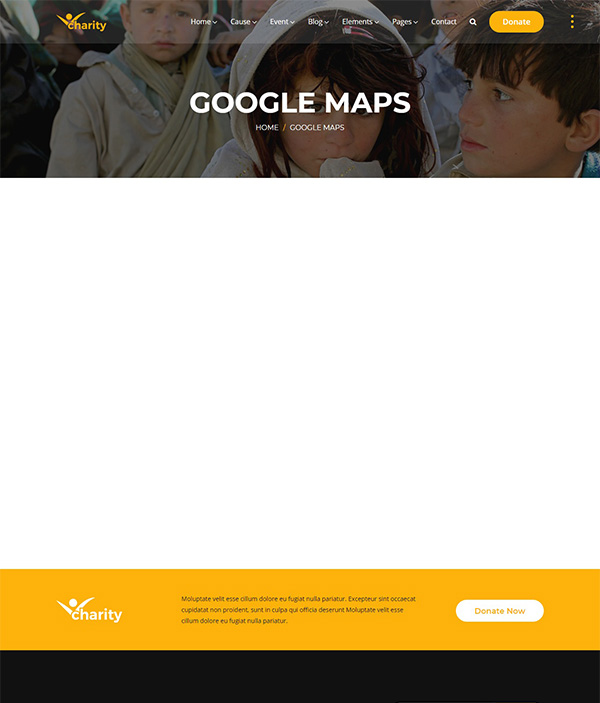 charity
Home Cause Event Blog Elements Pages Contact Donate
GOOGLE MAPS
HOME / GOOGLE MAPS
Moluptate velit esse cillum dolore eu fugiat nulla pariatur. Excepteur sint occaecat
cupidatat non proident, sunt in culpa qui officia deserunt Moluptate velit esse
cillum dolore eu fugiat nulla pariatur.
charity
Donate Now